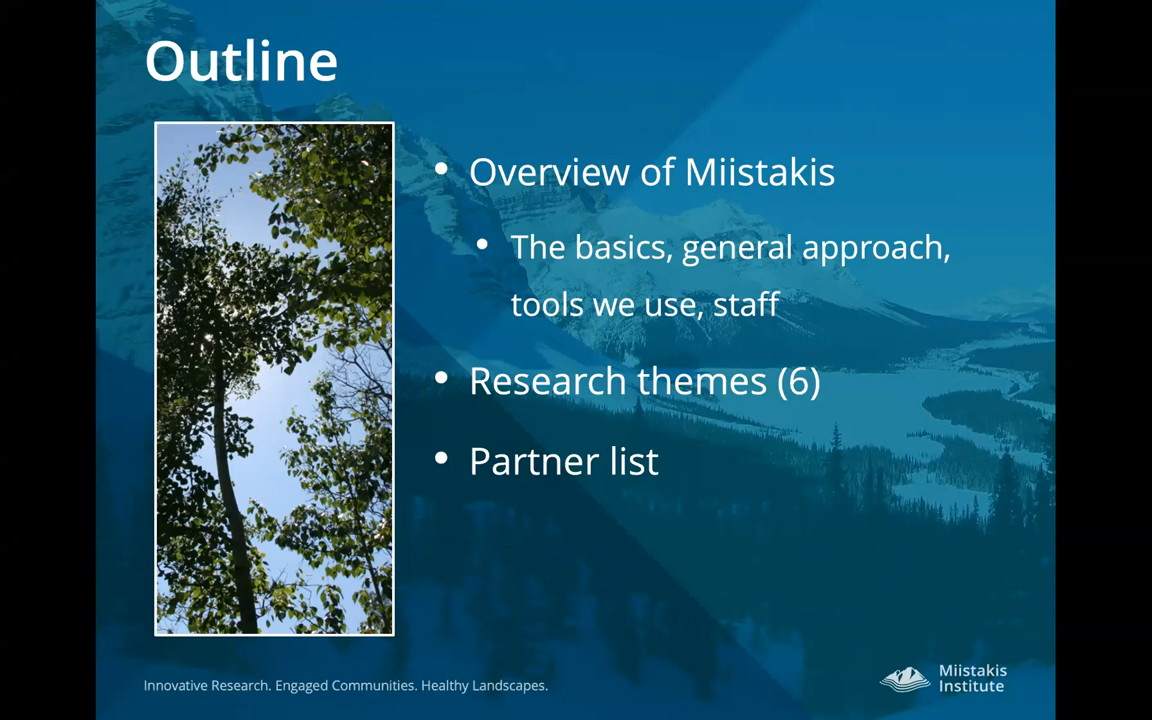 Outline
• Overview of Miistakis
• The basics, general approach,
tools we use, staff
• Research themes (6)
• Partner list
Innovative Research. Engaged Communities. Healthy Landscapes.
Miistakis
Institute